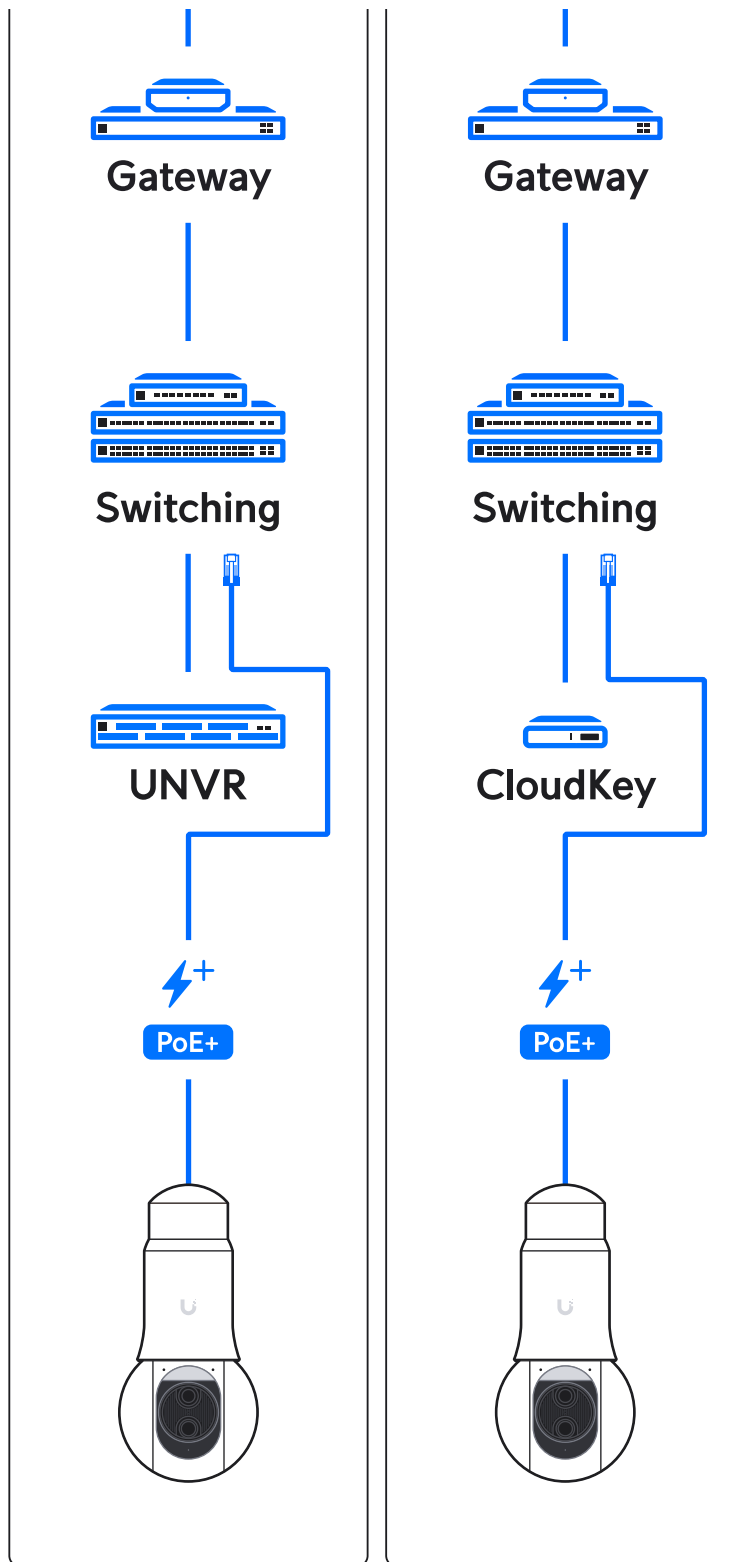 Gateway
Switching
UNVR
PoE+
Gateway
Switching
CloudKey
PoE+